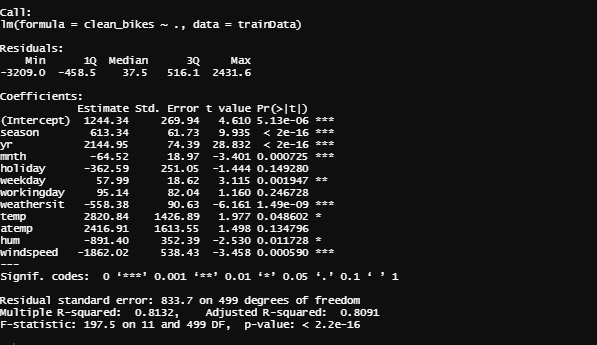 Call:
lm(formula = clean_bikes ~ ., data = trainData)
Residuals:
Min 1Q Median 3Q Max
-3209.0 -458.5 37.5 516.1 2431.6
Coefficients:
Estimate Std. Error t value Pr(>|t|)
(Intercept) 1244.34 269.94 4.610 5.13e-06 ***
season 613.34 61.73 9.935 < 2e-16 ***
yr 2144.95 74.39 28.832 < 2e-16 ***
mnth -64.52 18.97 -3.401 0.000725 ***
holiday -362.59 251.05 -1.444 0.149280
weekday 57.99 18.62 3.115 0.001947 **
workingday 95.14 82.04 1.160 0.246728
weathersit -558.38 90.63 -6.161 1.49e-09 ***
temp 2820.84 1426.89 1.977 0.048602 *
atemp 2416.91 1613.55 1.498 0.134796
hum -891.40 352.39 -2.530 0.011728 *
windspeed -1862.02 538.43 -3.458 0.000590 ***
---
Signif. codes: 0 ‘***’ 0.001 ‘**’ 0.01 ‘*’ 0.05 ‘.’ 0.1 ‘ ’ 1
Residual standard error: 833.7 on 499 degrees of freedom
Multiple R-squared: 0.8132, Adjusted R-squared: 0.8091
F-statistic: 197.5 on 11 and 499 DF, p-value: < 2.2e-16